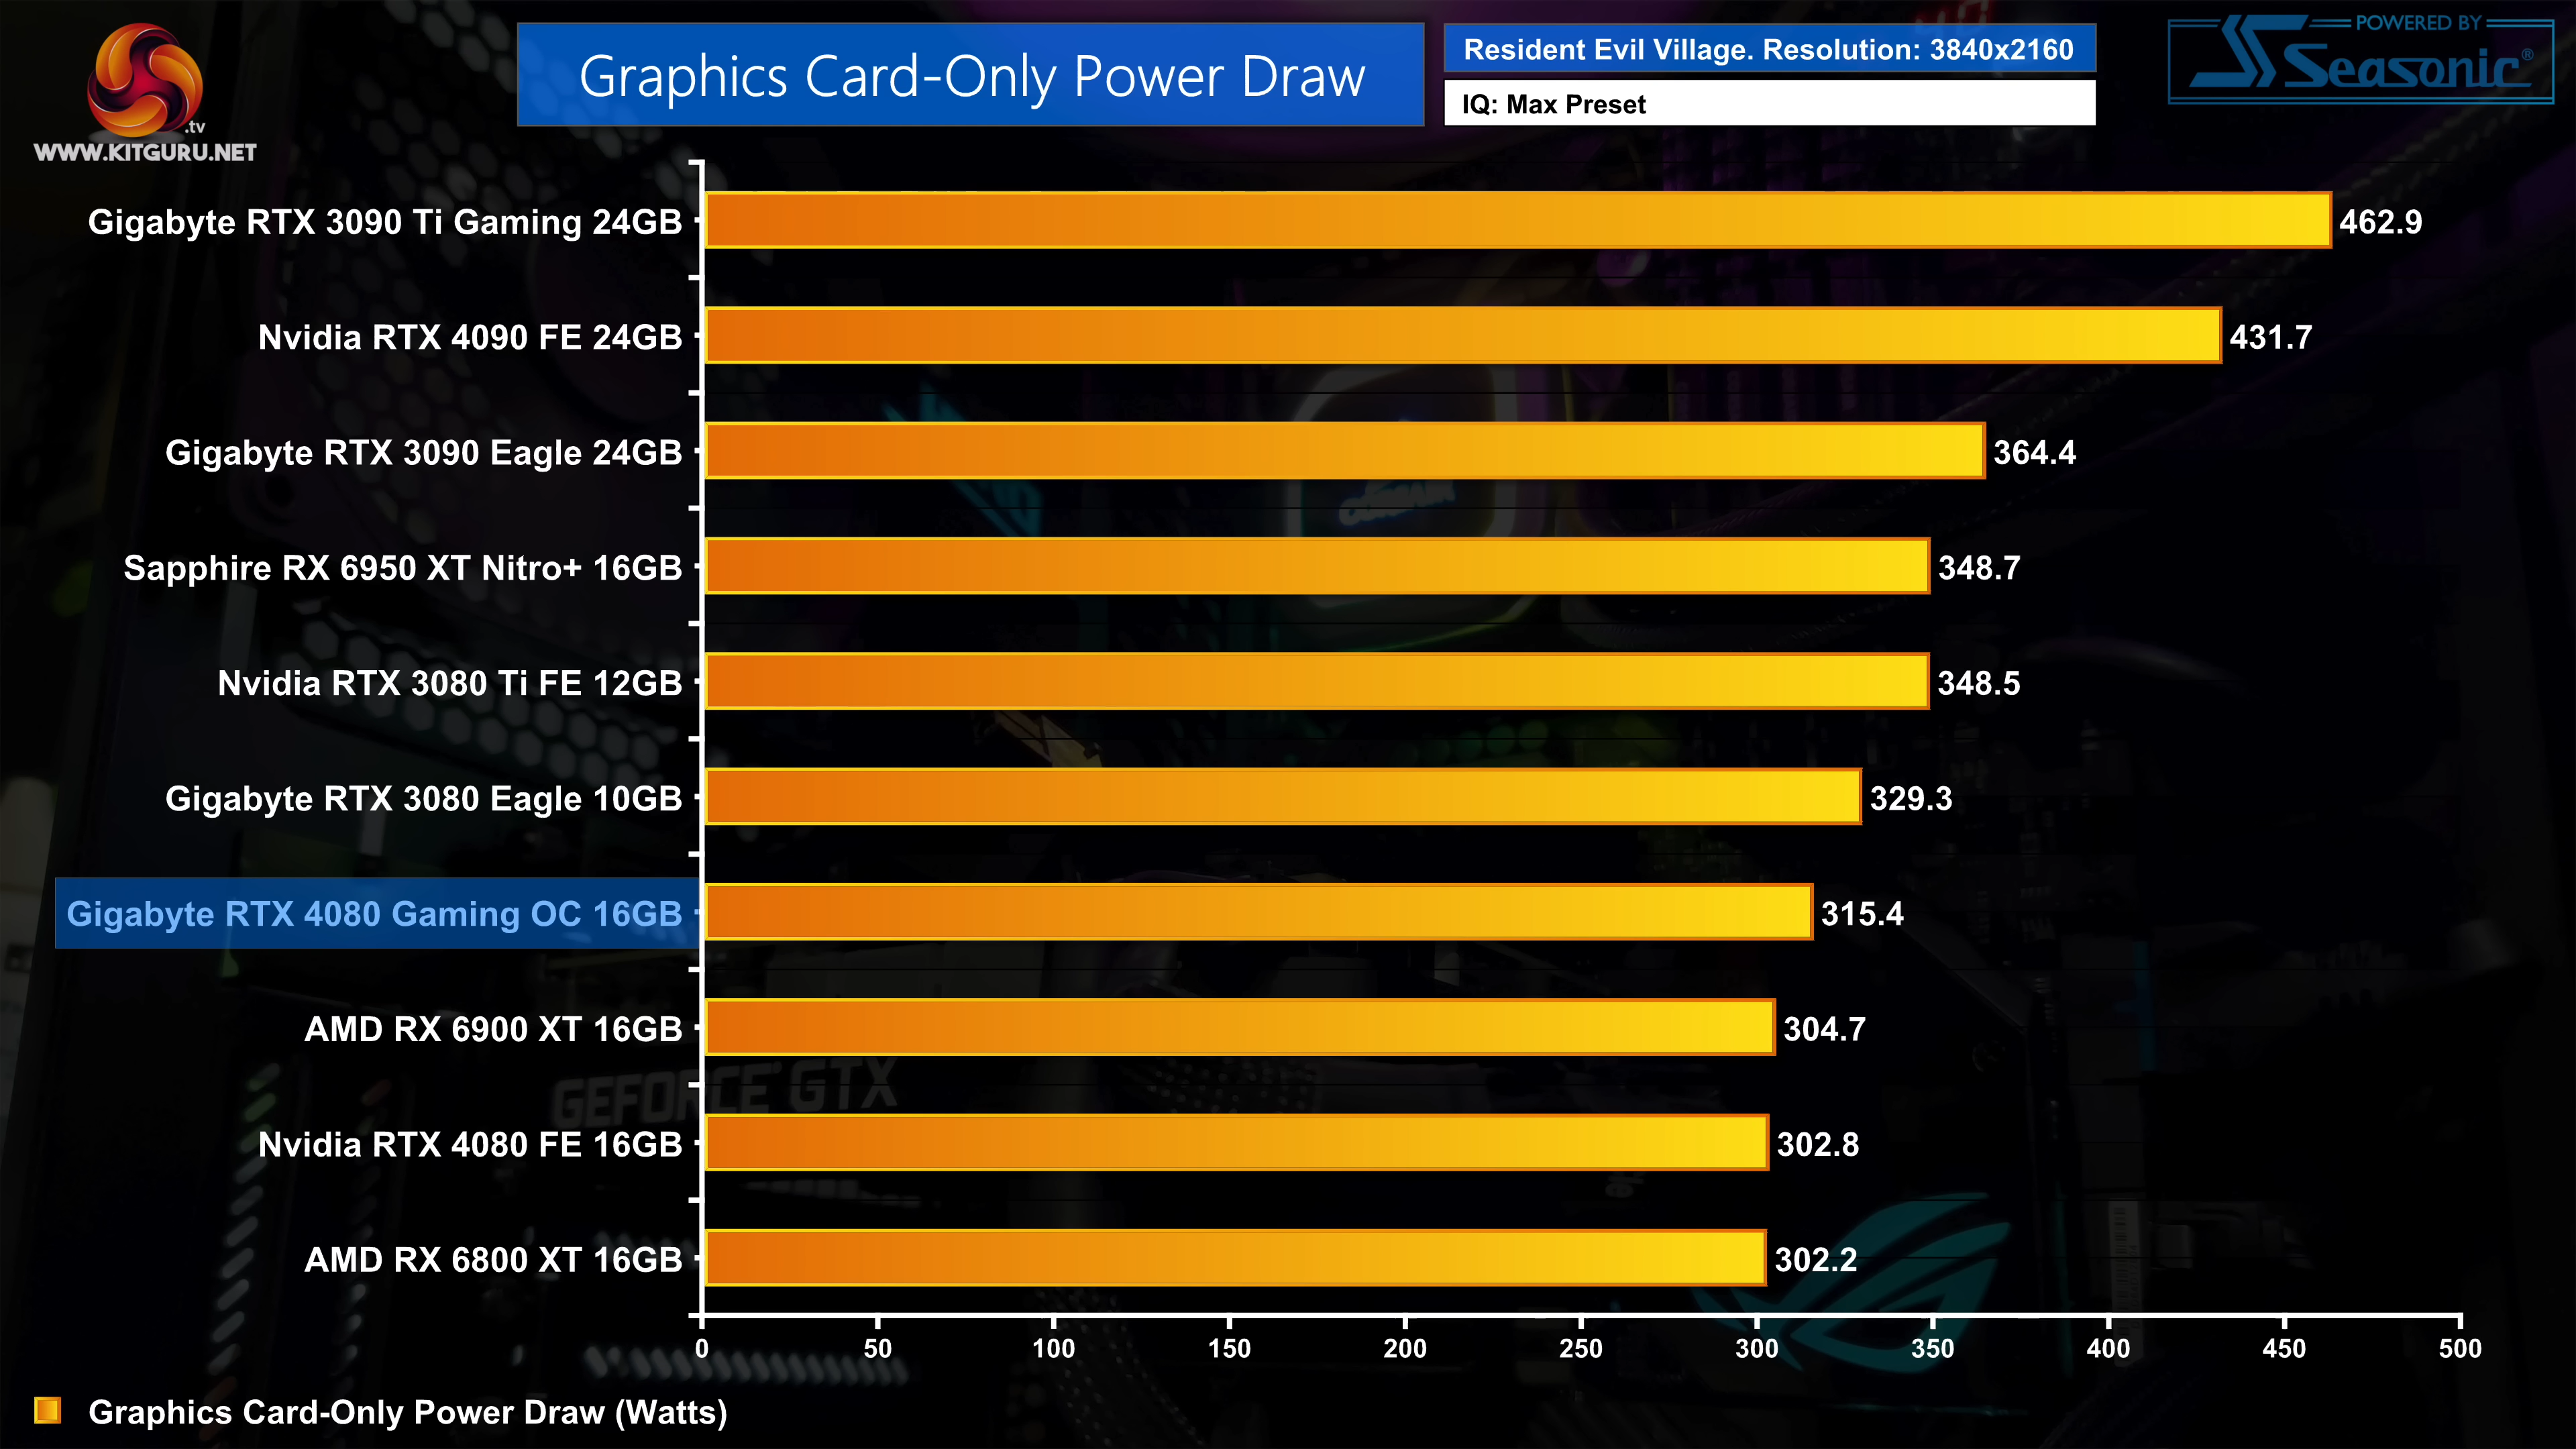 .tv
WWW.KITGURU.NET
Graphics Card-Only Power Draw
Resident Evil Village. Resolution: 3840x2160
IQ: Max Preset
POWERED BY
Seasonic®
Gigabyte RTX 3090 Ti Gaming 24GB 462.9
Nvidia RTX 4090 FE 24GB 431.7
Gigabyte RTX 3090 Eagle 24GB 364.4
Sapphire RX 6950 XT Nitro+ 16GB 348.7
Nvidia RTX 3080 Ti FE 12GB 348.5
Gigabyte RTX 3080 Eagle 10GB 329.3
Gigabyte RTX 4080 Gaming OC 16GB 315.4
AMD RX 6900 XT 16GB 304.7
GEFORCE GTX
Nvidia RTX 4080 FE 16GB 302.8
AMD RX 6800 XT 16GB 302.2
0 50 100 150 200 250 300 350 400 450 500
Graphics Card-Only Power Draw (Watts)